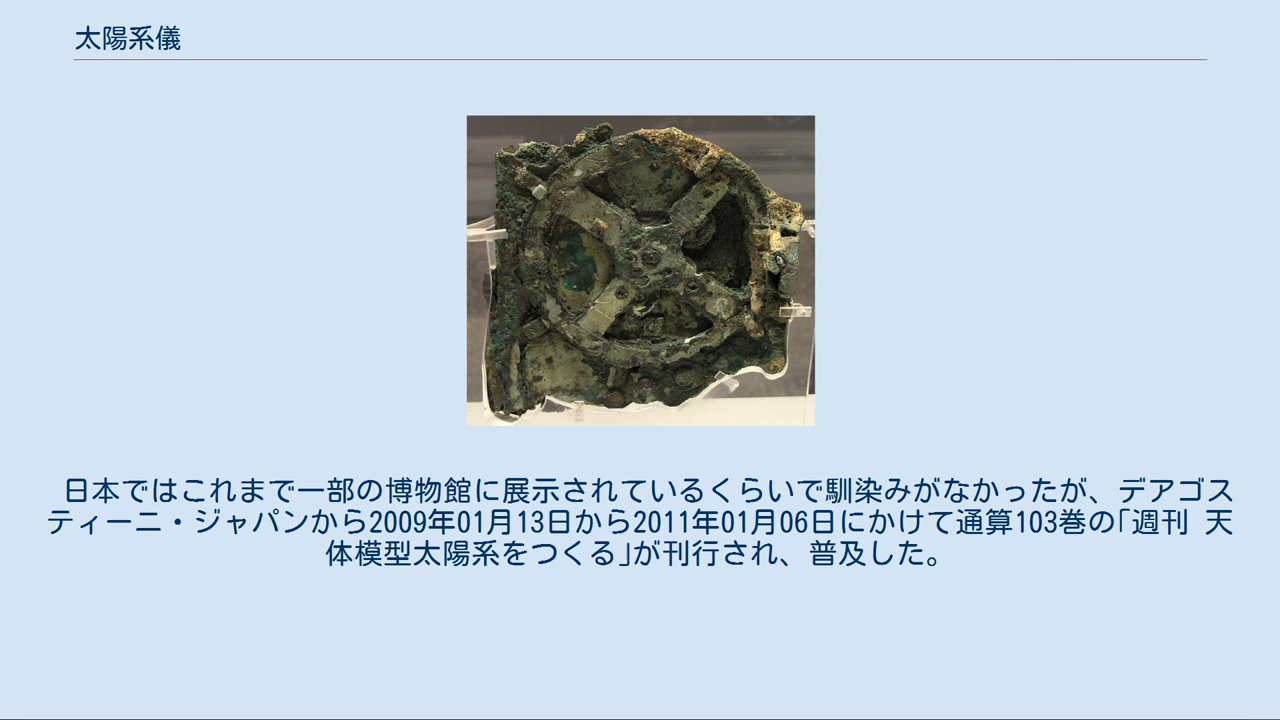 太陽系儀
日本ではこれまで一部の博物館に展示されているくらいで馴染みがなかったが、デアゴス
ティーニ・ジャパンから2009年01月13日から2011年01月06日にかけて通算103巻の｢週刊 天
体模型太陽系をつくる｣が刊行され、普及した。